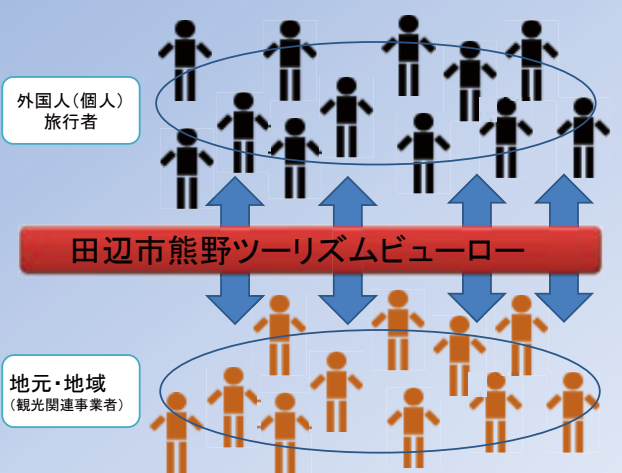 外国人（個人）
旅行者
田辺市熊野ツーリズムビューロー
地元・地域
（観光関連事業者）